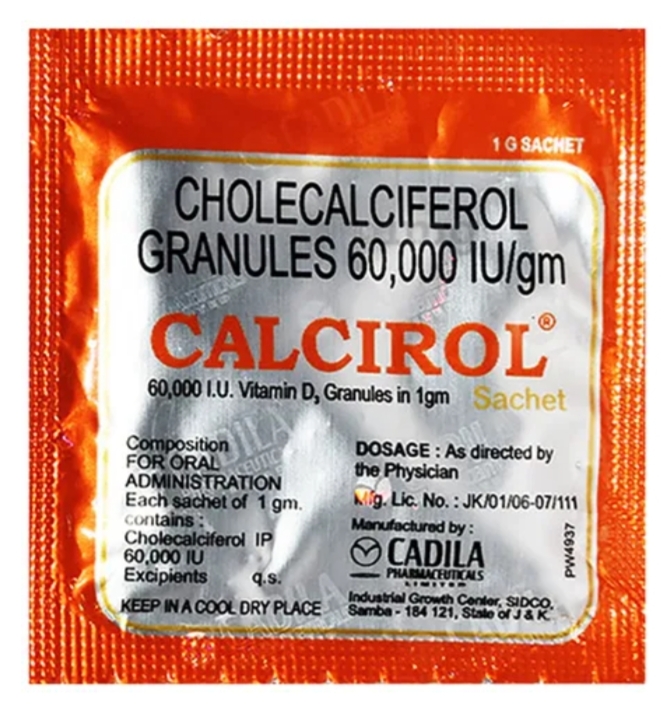 1 G SACHET
CHOLECALCIFEROL
GRANULES 60,000 IU/gm
CALCIROL®
60,000 I.U. Vitamin D₃ Granules in 1gm
Sachet
Composition
FOR ORAL
ADMINISTRATION
Each sachet of 1 gm.
contains :
Cholecalciferol IP
60,000 IU
Excipients q.s.
KEEP IN A COOL DRY PLACE
DOSAGE : As directed by
the Physician
Mfg. Lic. No. : JK/01/06-07/111
Manufactured by :
CADILA
PHARMACEUTICALS
LIMITED
Industrial Growth Center, SIDCO,
Samba - 184 121, State of J & K.
PW4937